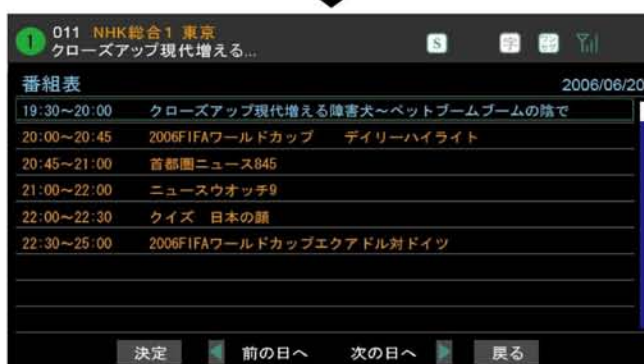 1 011 NHK総合1 東京
クローズアップ現代増える... S 字 ワンセグ
番組表 2006/06/20
19:30～20:00 クローズアップ現代増える障害犬～ペットブームブームの陰で
20:00～20:45 2006FIFAワールドカップ デイリーハイライト
20:45～21:00 首都圏ニュース845
21:00～22:00 ニュースウオッチ9
22:00～22:30 クイズ 日本の顔
22:30～25:00 2006FIFAワールドカップエクアドル対ドイツ
決定 前の日へ 次の日へ 戻る